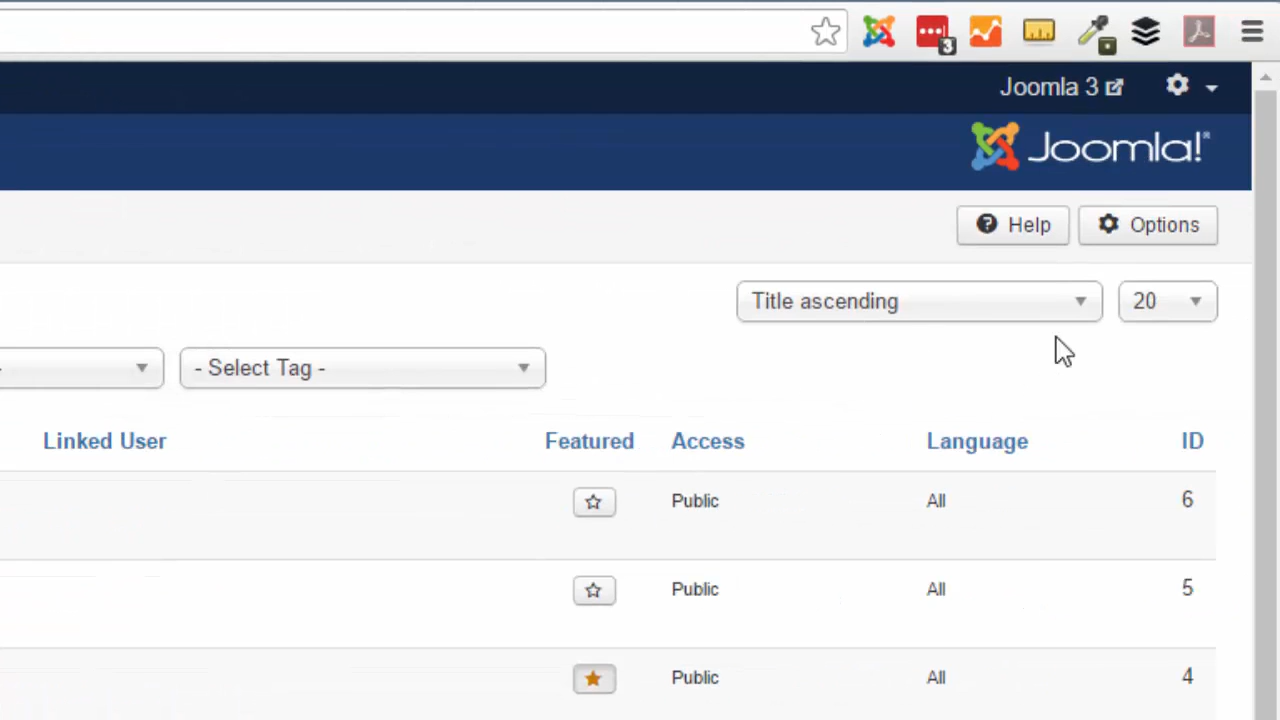 3
Joomla 3
Joomla!®
Help Options
Title ascending 20
- - Select Tag -
Linked User Featured Access Language ID
Public All 6
Public All 5
Public All 4